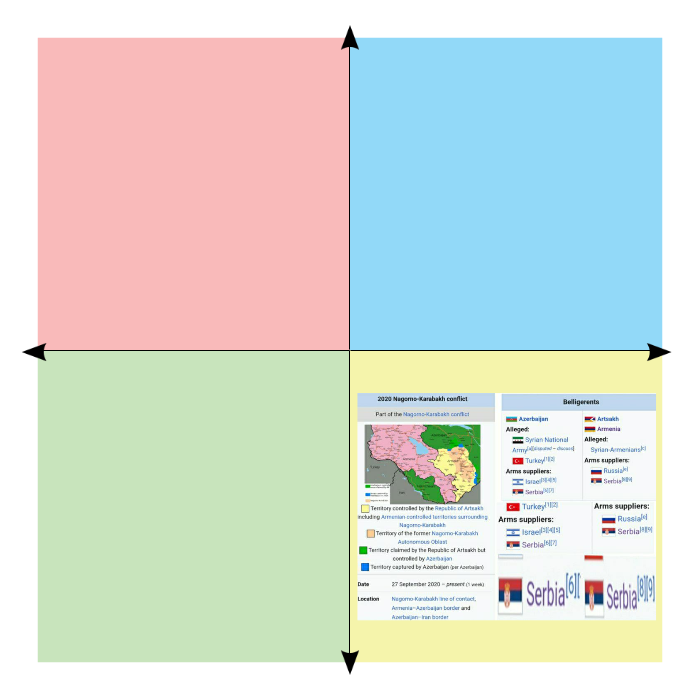 2020 Nagorno-Karabakh conflict
Part of the Nagorno-Karabakh conflict
Territory controlled by the Republic of Artsakh
including Armenian controlled territories surrounding
Nagorno-Karabakh
Territory of the former Nagorno-Karabakh
Autonomous Oblast
Territory claimed by the Republic of Artsakh but
controlled by Azerbaijan
Territory captured by Azerbaijan (per Azerbaijan)
Date 27 September 2020 – present (1 week)
Location Nagorno-Karabakh line of contact,
Armenia–Azerbaijan border and
Azerbaijan–Iran border
Belligerents
Azerbaijan
Alleged:
Syrian National
Army[a][disputed – discuss]
Turkey[1][2]
Arms suppliers:
Israel[3][4][5]
Serbia[6][7]
Artsakh
Armenia
Alleged:
Syrian-Armenians[c]
Arms suppliers:
Russia[e]
Serbia[8][9]
Turkey[1][2]
Arms suppliers:
Israel[3][4][5]
Serbia[6][7]
Arms suppliers:
Russia[e]
Serbia[8][9]
Serbia[6][
Serbia[8][9]